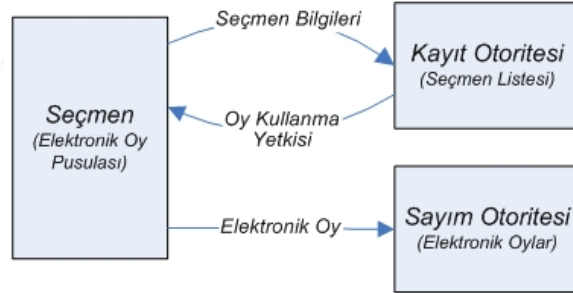 Seçmen Bilgileri
Kayıt Otoritesi
(Seçmen Listesi)
Seçmen
(Elektronik Oy
Pusulası)
Oy Kullanma
Yetkisi
Elektronik Oy
Sayım Otoritesi
(Elektronik Oylar)